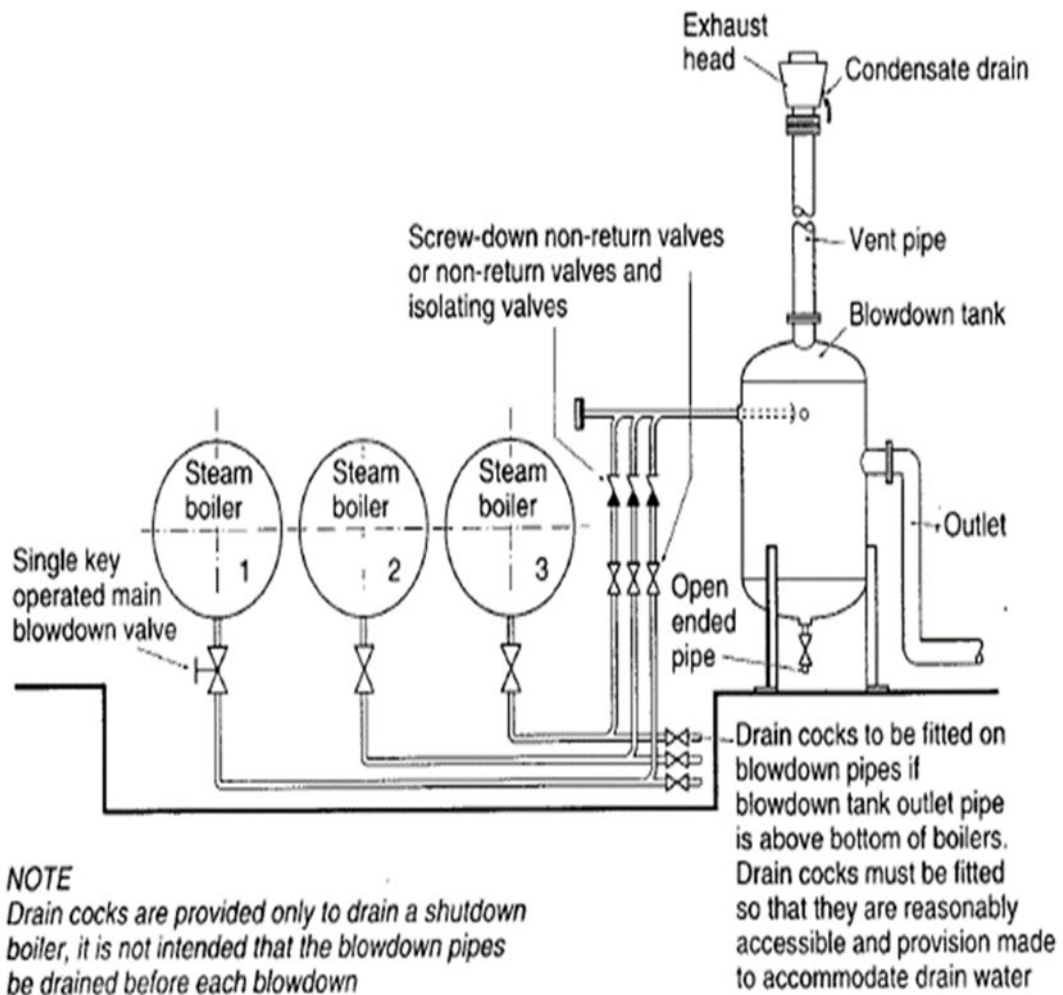 Exhaust
head
Condensate drain
Screw-down non-return valves
or non-return valves and
isolating valves
Vent pipe
Blowdown tank
Steam
boiler
1
Steam
boiler
2
Steam
boiler
3
Single key
operated main
blowdown valve
Open
ended
pipe
Outlet
Drain cocks to be fitted on
blowdown pipes if
blowdown tank outlet pipe
is above bottom of boilers.
Drain cocks must be fitted
so that they are reasonably
accessible and provision made
to accommodate drain water
NOTE
Drain cocks are provided only to drain a shutdown
boiler, it is not intended that the blowdown pipes
be drained before each blowdown